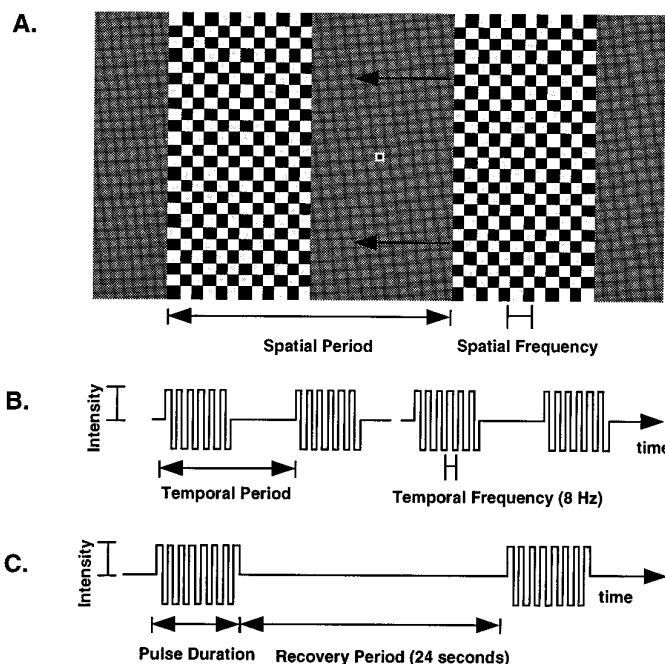 A.
Spatial Period
Spatial Frequency
B.
Intensity
time
Temporal Period
Temporal Frequency (8 Hz)
C.
Intensity
time
Pulse Duration
Recovery Period (24 seconds)